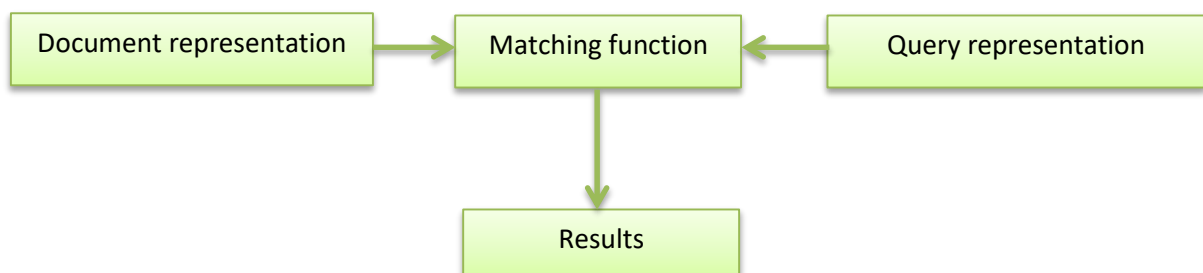 Document representation
Matching function
Query representation
Results